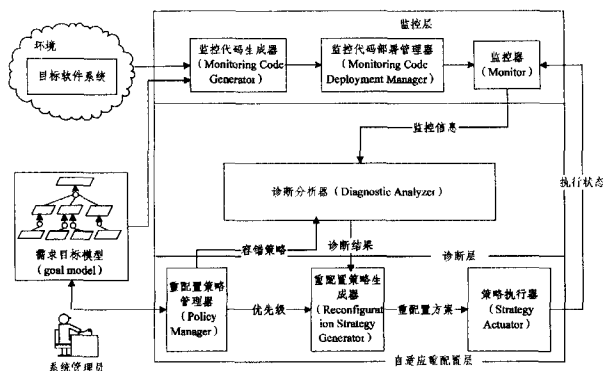 监控层
环境
目标软件系统
监控代码生成器
(Monitoring Code
Generator)
监控代码部署管理器
(Monitoring Code
Deployment Manager)
监控器
(Monitor)
监控信息
执行状态
诊断分析器(Diagnostic Analyzer)
需求目标模型
(goal model)
容错策略
诊断结果
诊断层
重配置策略
管理器
(Policy
Manager)
优先级
重配置策略生
成器
(Reconfigurat
ion Strategy
Generator)
重配置方案
策略执行器
(Strategy
Actuator)
系统管理员
自适应重配置层